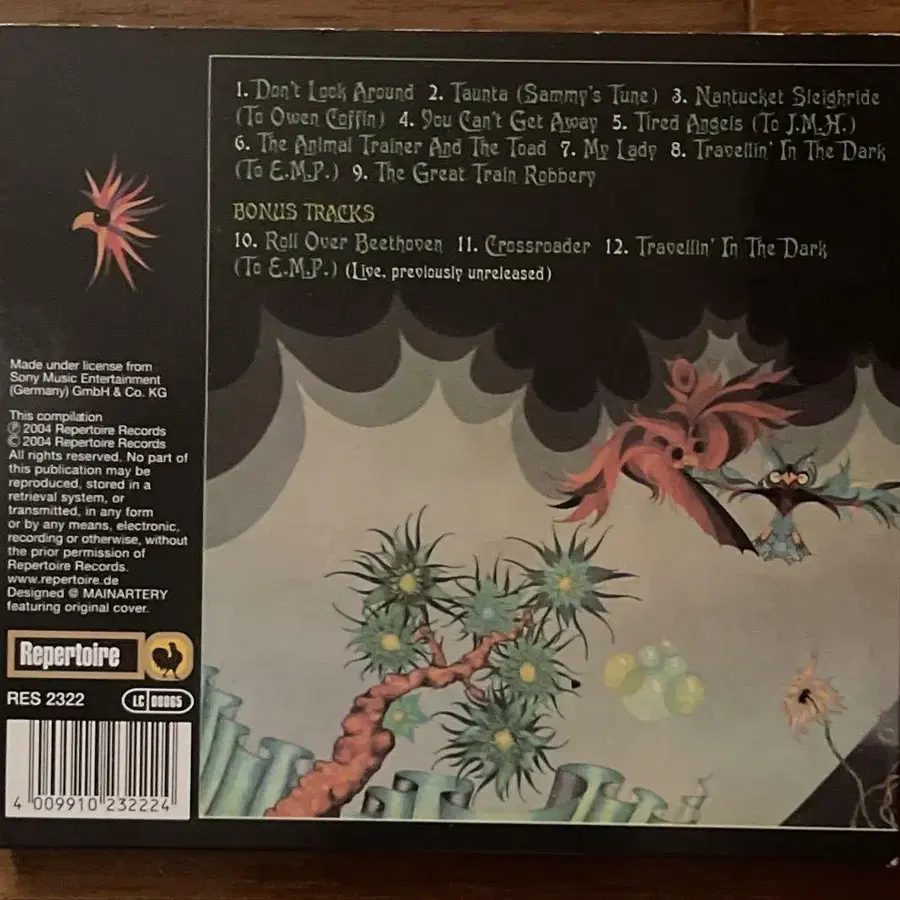 1. Don't Look Around 2. Taunta (Sammy's Tune) 3. Nantucket Sleighride
(To Owen Coffin) 4. You Can't Get Away 5. Tired Angels (To J.M.H.)
6. The Animal Trainer And The Toad 7. My Lady 8. Travellin' In The Dark
(To E.M.P.) 9. The Great Train Robbery
BONUS TRACKS
10. Roll Over Beethoven 11. Crossroader 12. Travellin' In The Dark
(To E.M.P.) (Live, previously unreleased)
Made under license from
Sony Music Entertainment
(Germany) GmbH & Co. KG
This compilation
℗ 2004 Repertoire Records
© 2004 Repertoire Records
All rights reserved. No part of
this publication may be
reproduced, stored in a
retrieval system, or
transmitted, in any form
or by any means, electronic,
recording or otherwise, without
the prior permission of
Repertoire Records.
www.repertoire.de
Designed @ MAINARTERY
featuring original cover.
Repertoire
RES 2322
LC 00065
4 009910 232224